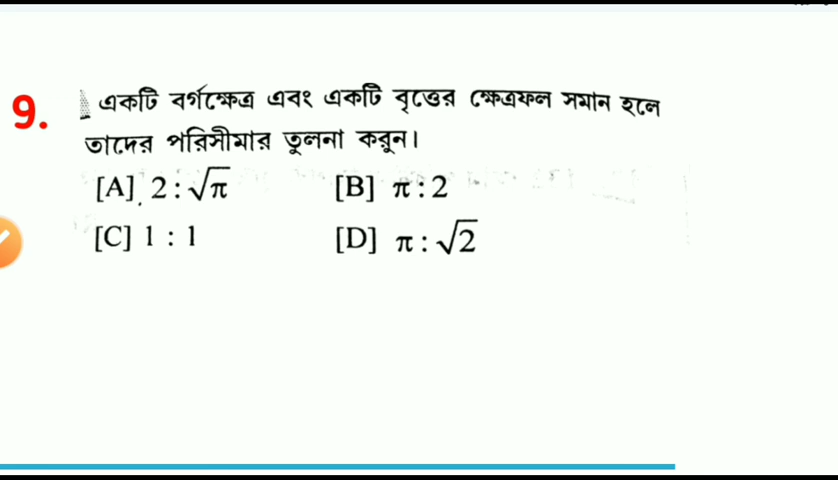 9. একটি বর্গক্ষেত্র এবং একটি বৃত্তের ক্ষেত্রফল সমান হলে
তাদের পরিসীমার তুলনা করুন।
[A] 2 : √π [B] π : 2
[C] 1 : 1 [D] π : √2